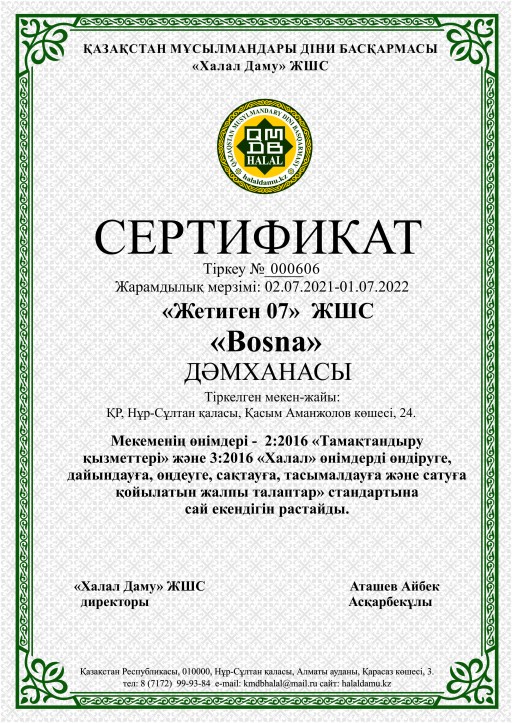 ҚАЗАҚСТАН МҰСЫЛМАНДАРЫ ДІНИ БАСҚАРМАСЫ
«Халал Даму» ЖШС
QAZAQSTAN MUSYLMANDARY DINI BASQARMASY
QMDB
HALAL
halaldamu.kz
СЕРТИФИКАТ
Тіркеу № 000606
Жарамдылық мерзімі: 02.07.2021-01.07.2022
«Жетиген 07» ЖШС
«Bosna»
ДӘМХАНАСЫ
Тіркелген мекен-жайы:
ҚР, Нұр-Сұлтан қаласы, Қасым Аманжолов көшесі, 24.
Мекеменің өнімдері - 2:2016 «Тамақтандыру
қызметтері» және 3:2016 «Халал» өнімдерді өндіруге,
дайындауға, өңдеуге, сақтауға, тасымалдауға және сатуға
қойылатын жалпы талаптар» стандартына
сай екендігін растайды.
«Халал Даму» ЖШС Аташев Айбек
директоры Асқарбекұлы
Қазақстан Республикасы, 010000, Нұр-Сұлтан қаласы, Алматы ауданы, Қарасаз көшесі, 3.
тел: 8 (7172) 99-93-84 e-mail: kmdbhalal@mail.ru сайт: halaldamu.kz